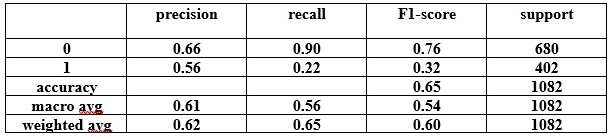 precision recall F1-score support
0 0.66 0.90 0.76 680
1 0.56 0.22 0.32 402
accuracy 0.65 1082
macro avg 0.61 0.56 0.54 1082
weighted avg 0.62 0.65 0.60 1082